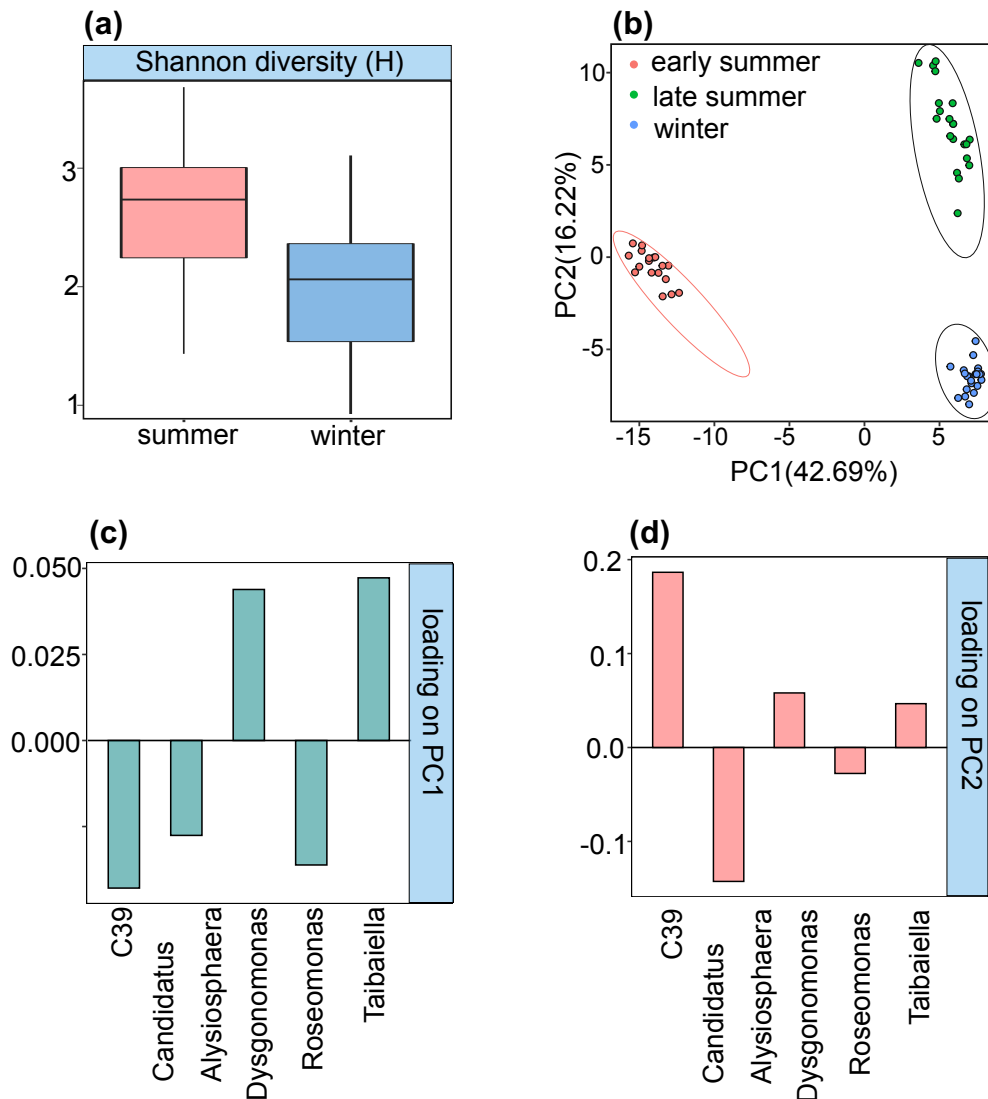 (a)
Shannon diversity (H)
3
2
1
summer
winter
(b)
early summer
late summer
winter
10
5
0
-5
PC2(16.22%)
-15
-10
-5
0
5
PC1(42.69%)
(c)
0.050
0.025
0.000
loading on PC1
C39
Candidatus
Alysiosphaera
Dysgonomonas
Roseomonas
Taibaiella
(d)
0.2
0.1
0.0
-0.1
loading on PC2
C39
Candidatus
Alysiosphaera
Dysgonomonas
Roseomonas
Taibaiella